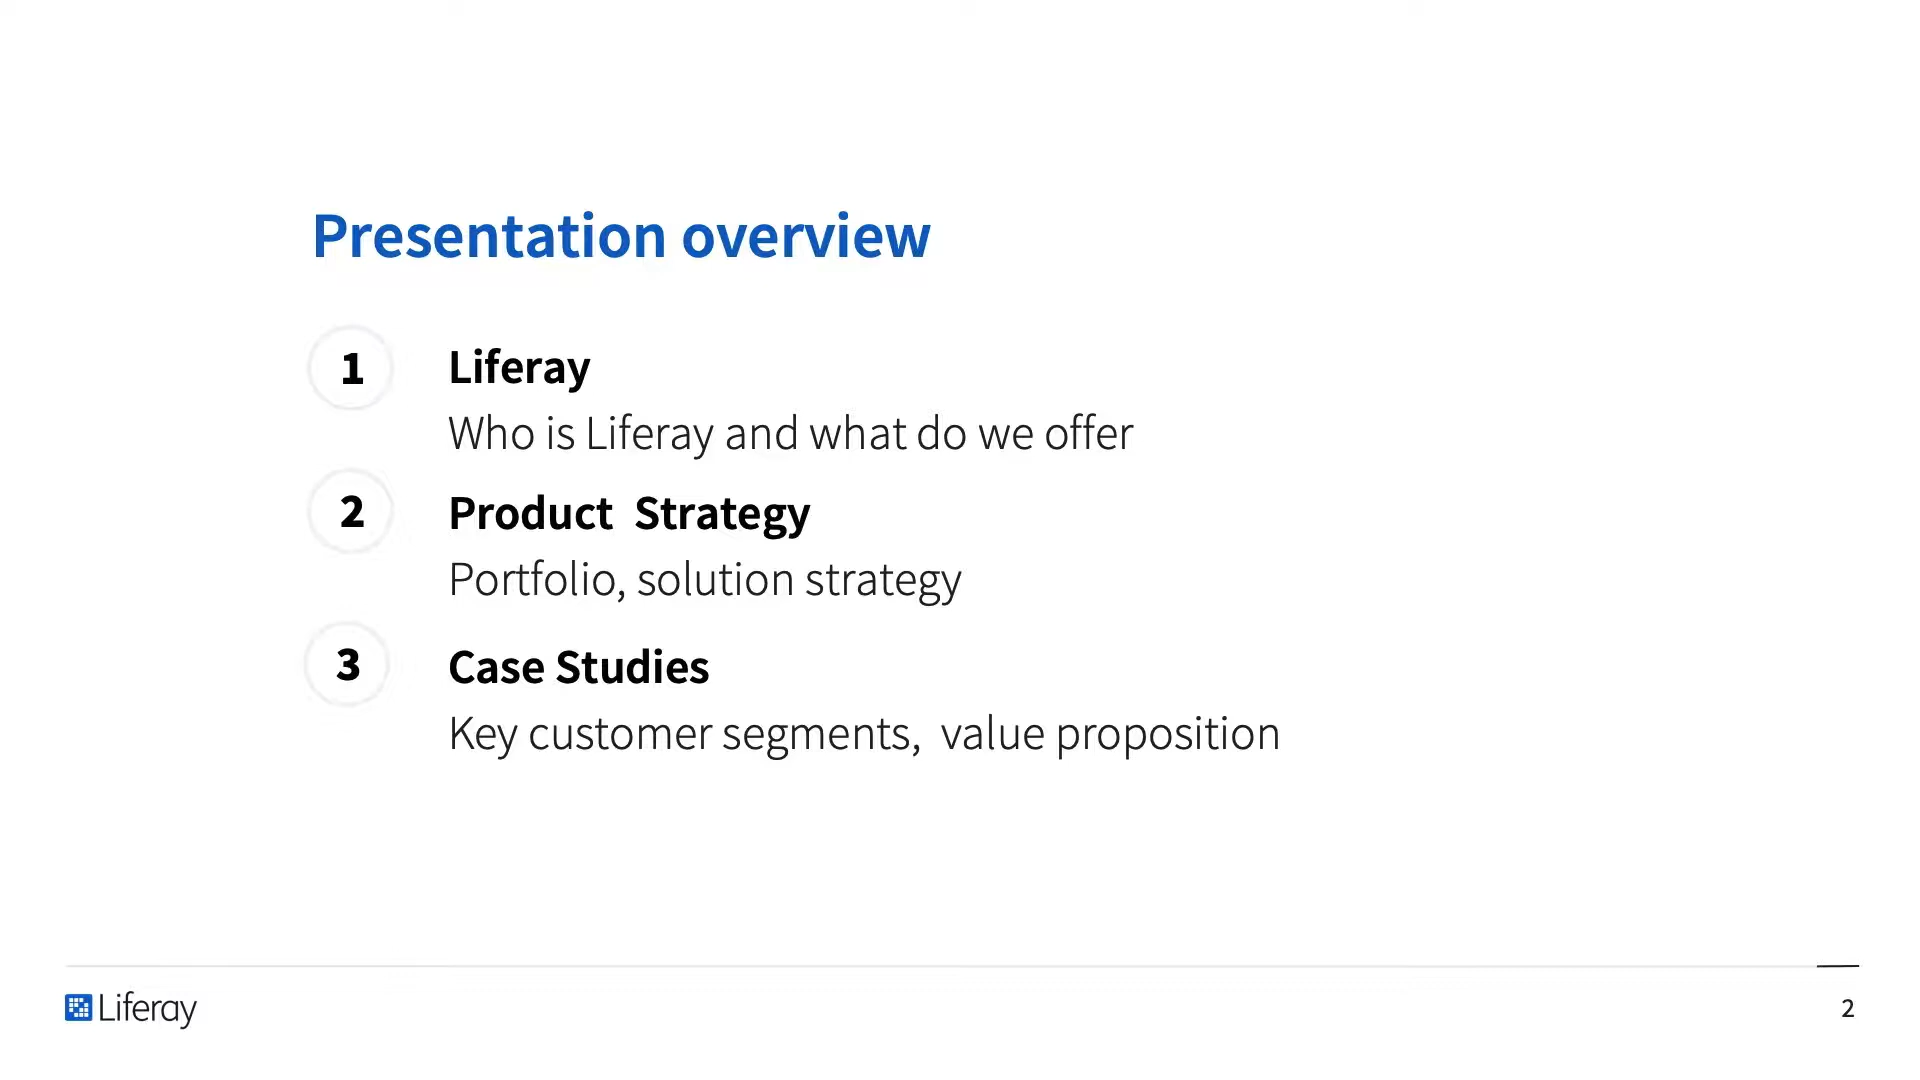 Presentation overview
1
Liferay
Who is Liferay and what do we offer
2
Product  Strategy
Portfolio, solution strategy
3
Case Studies
Key customer segments,  value proposition
Liferay
2